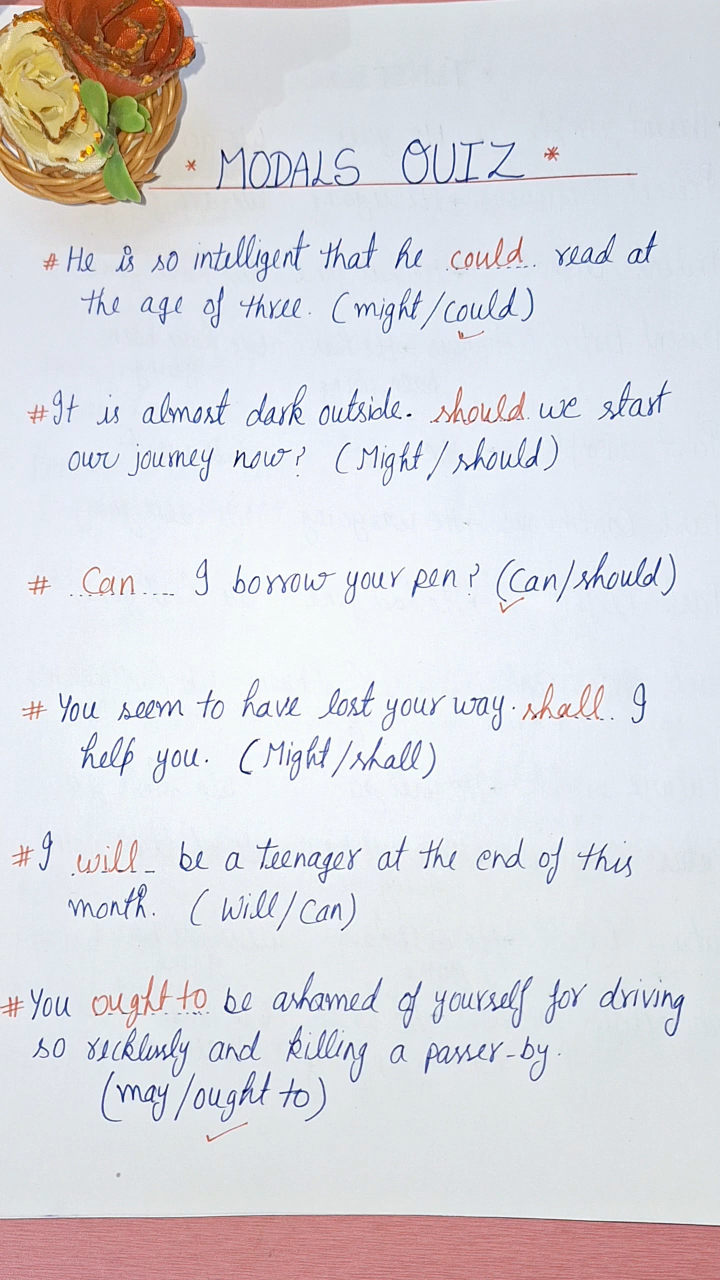 * MODALS QUIZ *
# He is so intelligent that he could read at
the age of three. (might/could)
# It is almost dark outside. should we start
our journey now? (Might/should)
# Can I borrow your pen? (Can/should)
# You seem to have lost your way. shall I
help you. (Might/shall)
# I will be a teenager at the end of this
month. (Will/Can)
# You ought to be ashamed of yourself for driving
so recklessly and killing a passer-by.
(may/ought to)